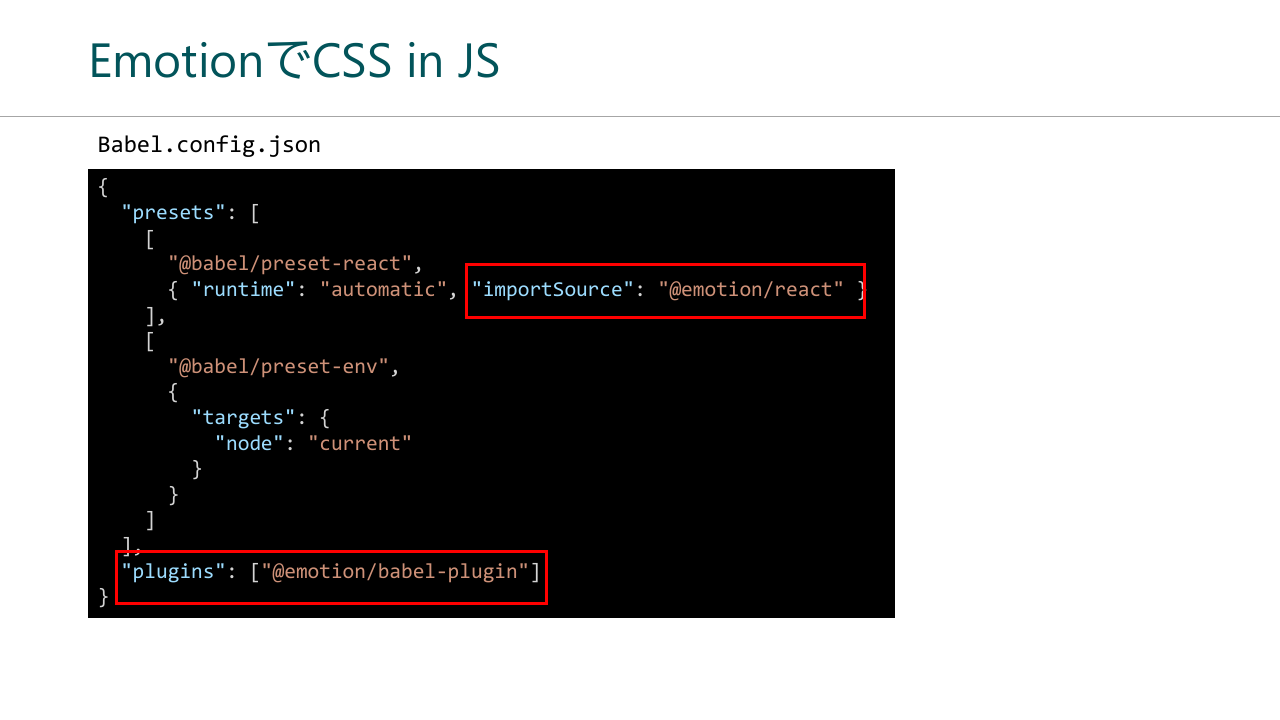 EmotionでCSS in JS
Babel.config.json
{
  "presets": [
    [
      "@babel/preset-react",
      { "runtime": "automatic", "importSource": "@emotion/react" }
    ],
    [
      "@babel/preset-env",
      {
        "targets": {
          "node": "current"
        }
      }
    ]
  ],
  "plugins": ["@emotion/babel-plugin"]
}